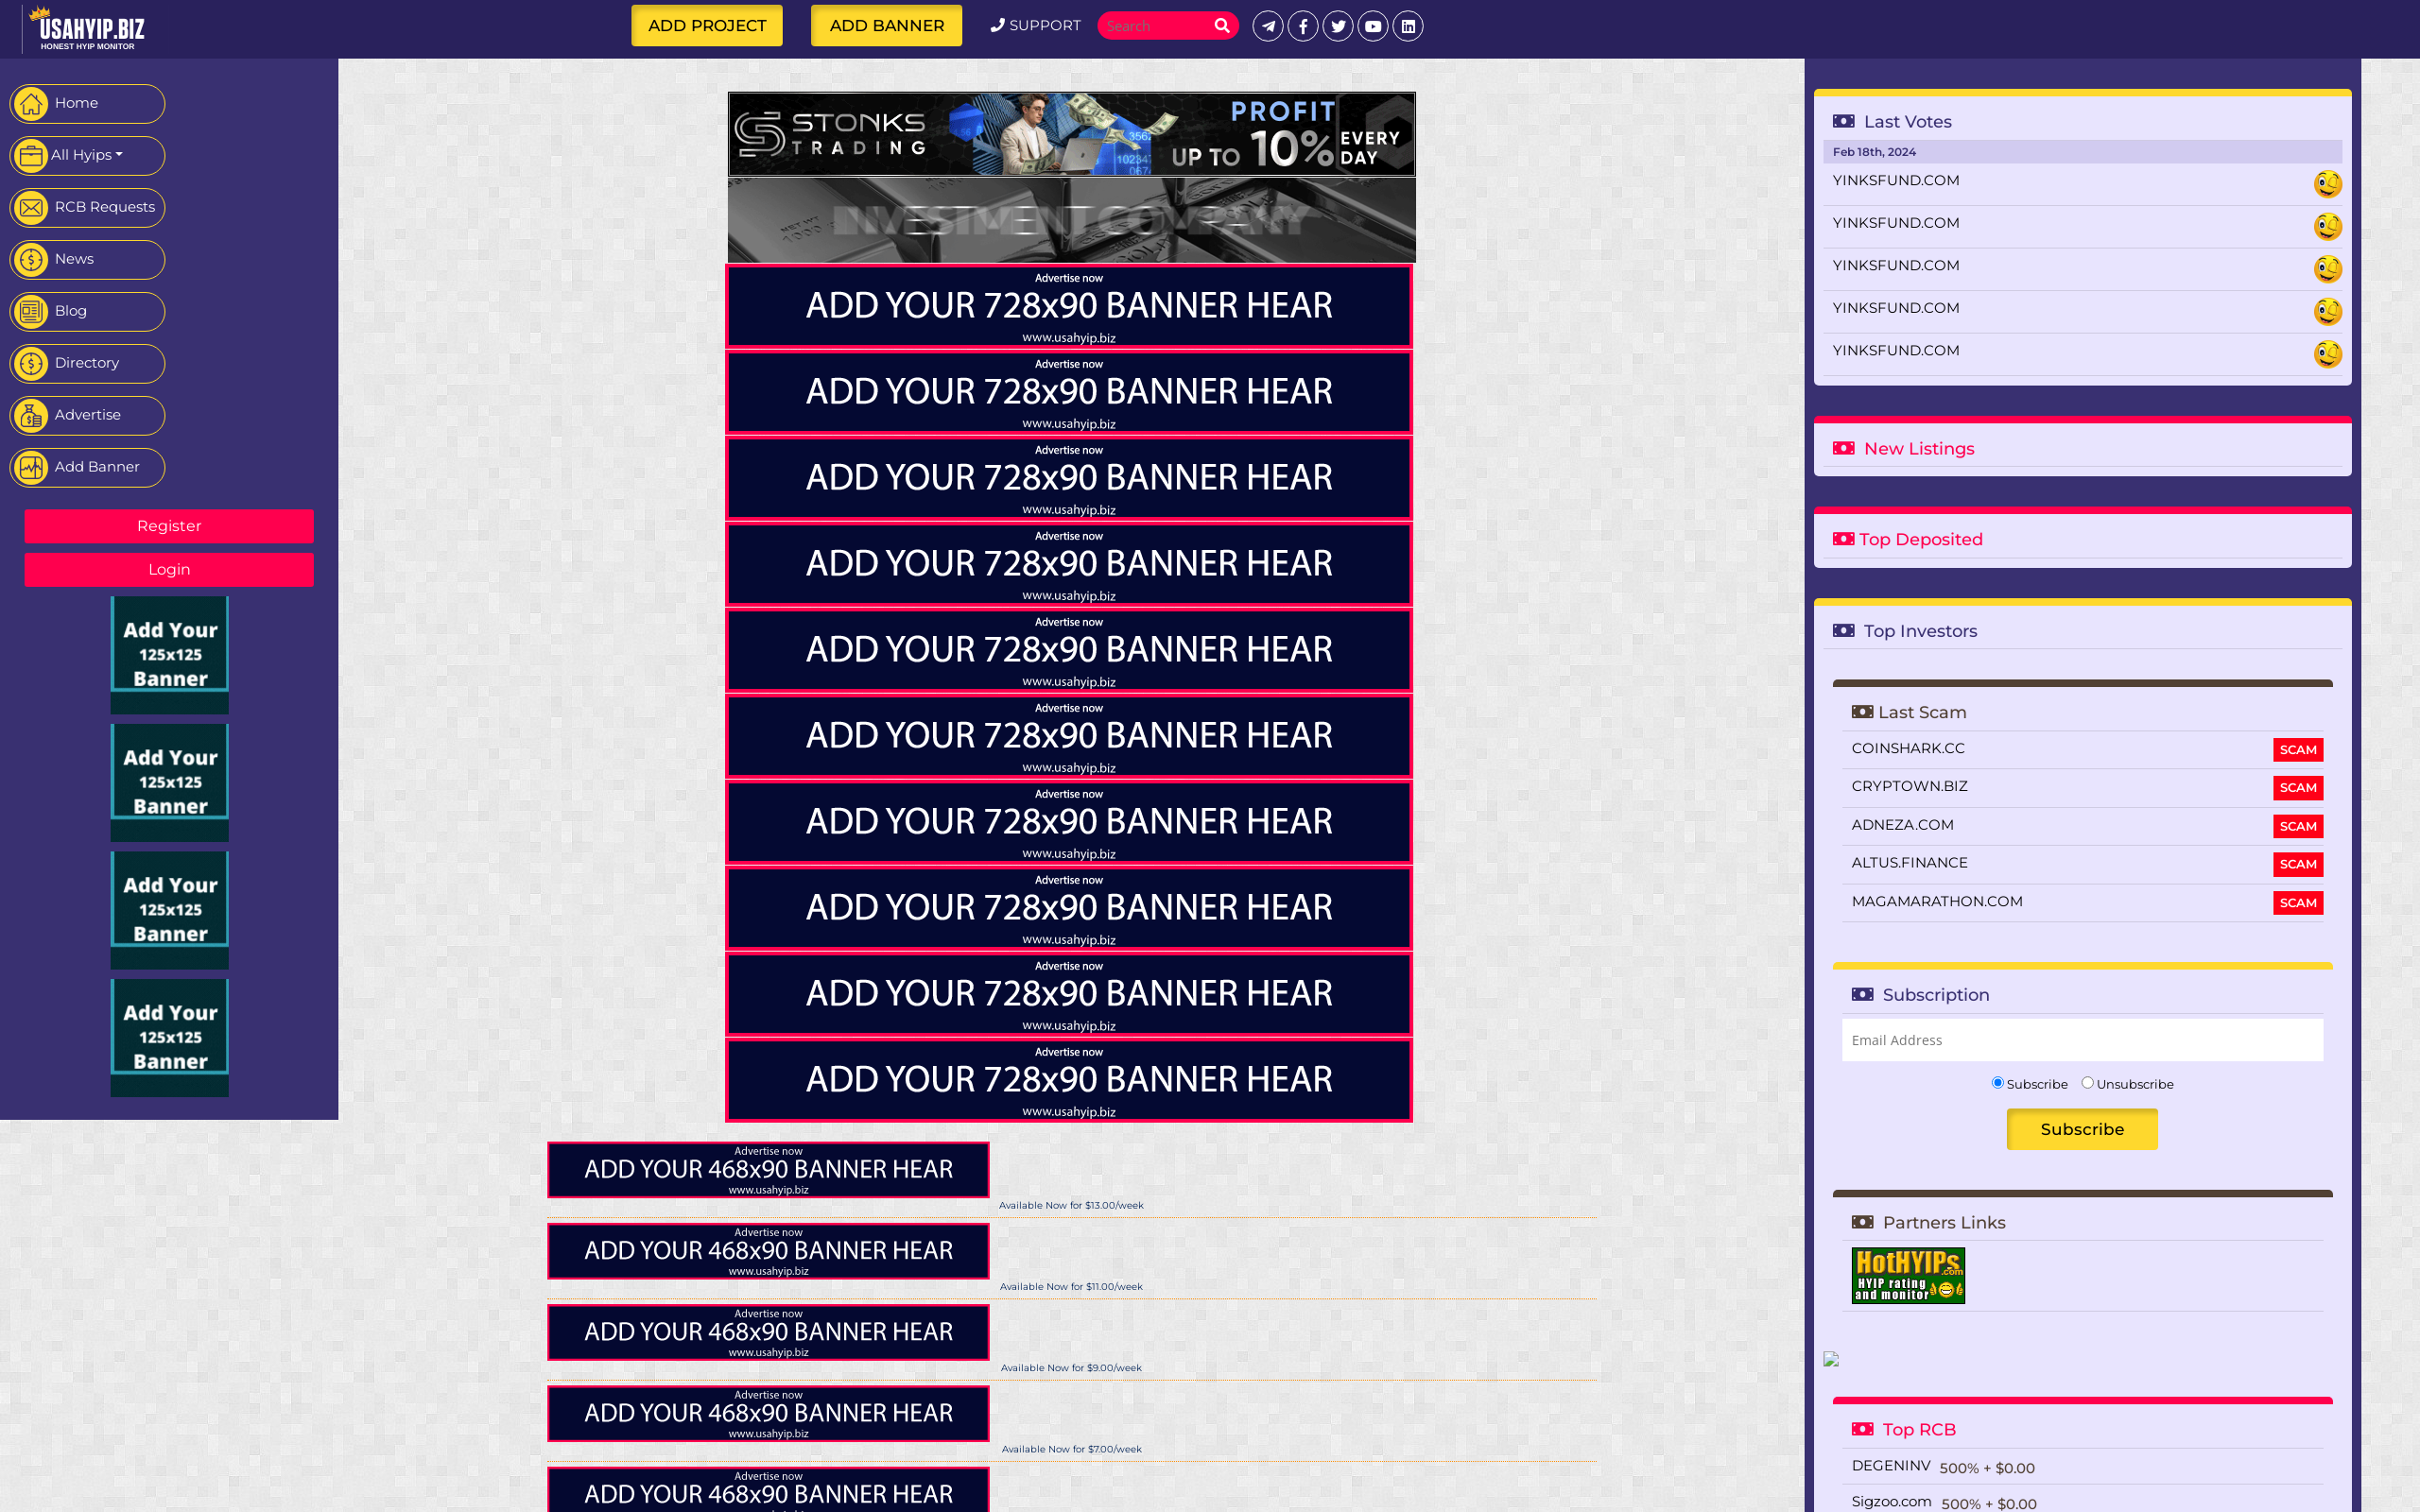 USAHYIP.BIZ
HONEST HYIP MONITOR
ADD PROJECT
ADD BANNER
SUPPORT
Search
Home
All Hyips
RCB Requests
News
Blog
Directory
Advertise
Add Banner
Register
Login
Add Your
125x125
Banner
Add Your
125x125
Banner
Add Your
125x125
Banner
Add Your
125x125
Banner
STONKS
TRADING
PROFIT
UP TO 10% EVERY DAY
INVESTMENT COMPANY
Advertise now
ADD YOUR 728x90 BANNER HEAR
www.usahyip.biz
Advertise now
ADD YOUR 728x90 BANNER HEAR
www.usahyip.biz
Advertise now
ADD YOUR 728x90 BANNER HEAR
www.usahyip.biz
Advertise now
ADD YOUR 728x90 BANNER HEAR
www.usahyip.biz
Advertise now
ADD YOUR 728x90 BANNER HEAR
www.usahyip.biz
Advertise now
ADD YOUR 728x90 BANNER HEAR
www.usahyip.biz
Advertise now
ADD YOUR 728x90 BANNER HEAR
www.usahyip.biz
Advertise now
ADD YOUR 728x90 BANNER HEAR
www.usahyip.biz
Advertise now
ADD YOUR 728x90 BANNER HEAR
www.usahyip.biz
Advertise now
ADD YOUR 728x90 BANNER HEAR
www.usahyip.biz
Advertise now
ADD YOUR 468x90 BANNER HEAR
www.usahyip.biz
Available Now for $13.00/week
Advertise now
ADD YOUR 468x90 BANNER HEAR
www.usahyip.biz
Available Now for $11.00/week
Advertise now
ADD YOUR 468x90 BANNER HEAR
www.usahyip.biz
Available Now for $9.00/week
Advertise now
ADD YOUR 468x90 BANNER HEAR
www.usahyip.biz
Available Now for $7.00/week
Advertise now
ADD YOUR 468x90 BANNER HEAR
Last Votes
Feb 18th, 2024
YINKSFUND.COM
YINKSFUND.COM
YINKSFUND.COM
YINKSFUND.COM
YINKSFUND.COM
New Listings
Top Deposited
Top Investors
Last Scam
COINSHARK.CC SCAM
CRYPTOWN.BIZ SCAM
ADNEZA.COM SCAM
ALTUS.FINANCE SCAM
MAGAMARATHON.COM SCAM
Subscription
Email Address
Subscribe Unsubscribe
Subscribe
Partners Links
HotHYIPs.com
HYIP rating
and monitor
Top RCB
DEGENINV 500% + $0.00
Sigzoo.com 500% + $0.00